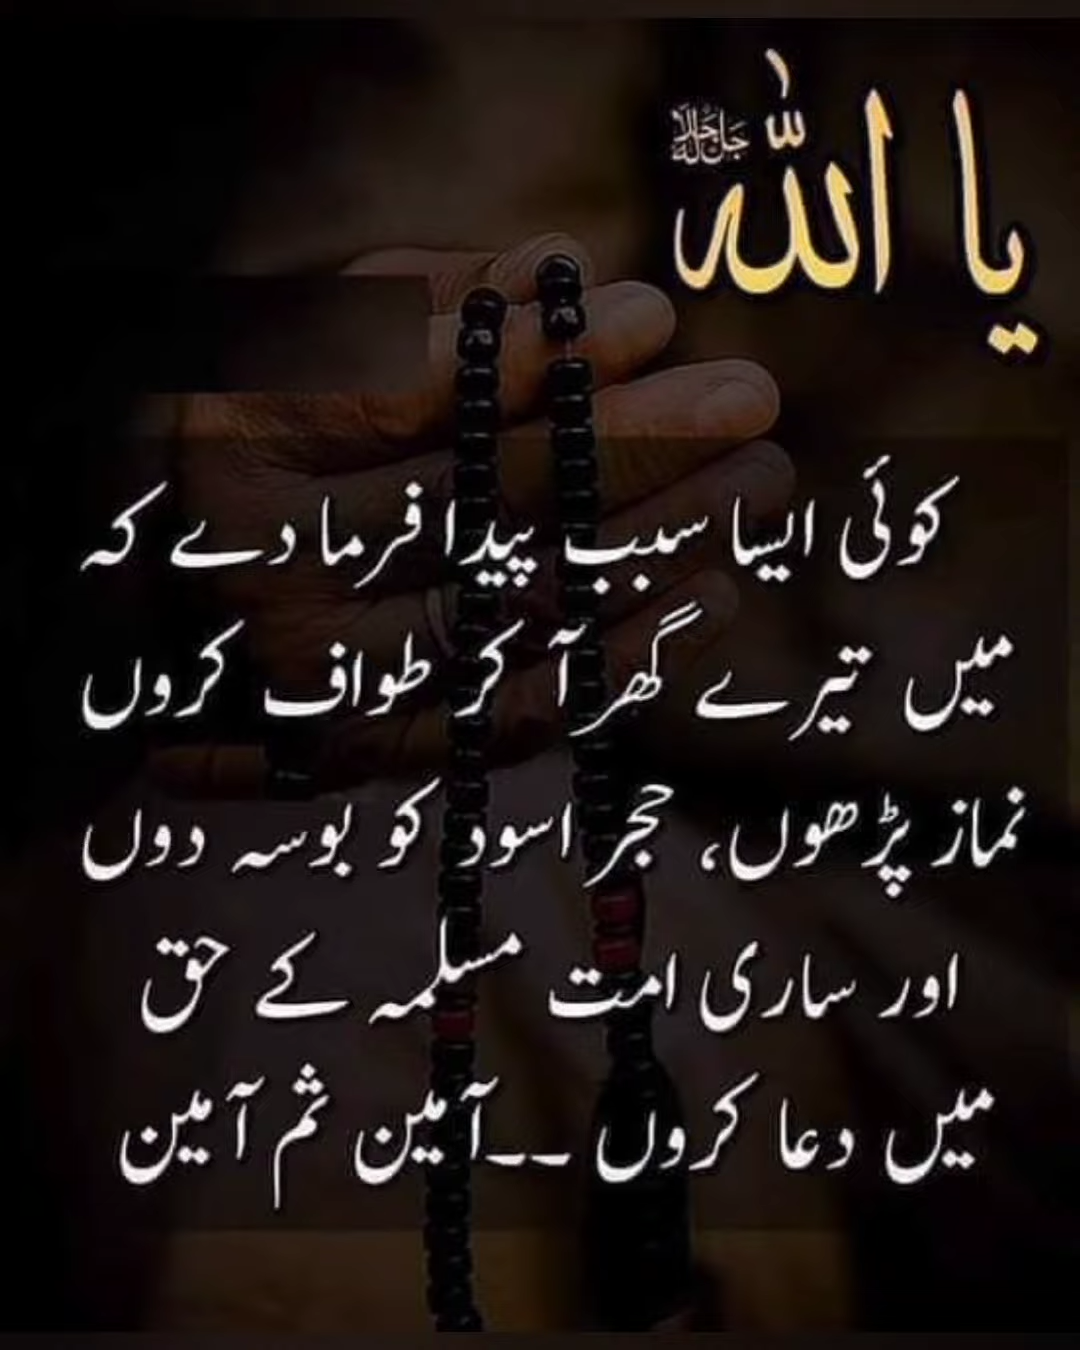 یا اللہ جل جلالہ
کوئی ایسا سبب پیدا فرما دے کہ
میں تیرے گھر آ کر طواف کروں
نماز پڑھوں، حجر اسود کو بوسہ دوں
اور ساری امت مسلمہ کے حق
میں دعا کروں ۔۔آمین ثم آمین